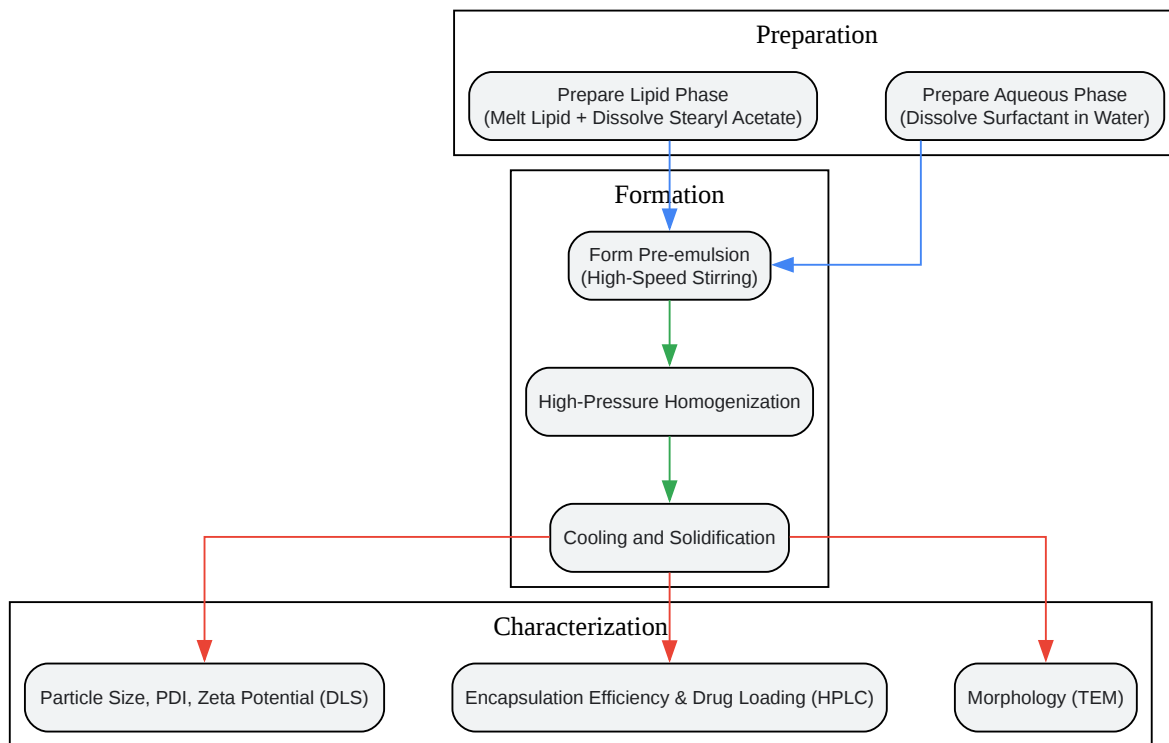 Preparation
Prepare Lipid Phase
(Melt Lipid + Dissolve Stearyl Acetate)
Prepare Aqueous Phase
(Dissolve Surfactant in Water)
Formation
Form Pre-emulsion
(High-Speed Stirring)
High-Pressure Homogenization
Cooling and Solidification
Characterization
Particle Size, PDI, Zeta Potential (DLS)
Encapsulation Efficiency & Drug Loading (HPLC)
Morphology (TEM)